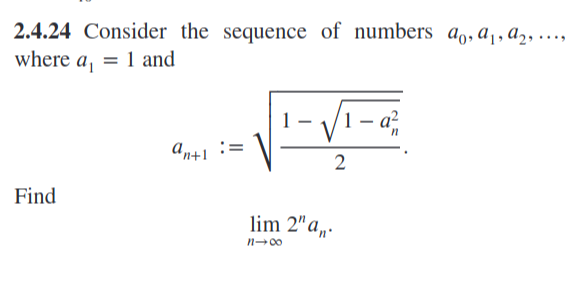 2.4.24 Consider the sequence of numbers a₀, a₁, a₂, ...,
where a₁ = 1 and
aₙ₊₁ := √((1 − √(1 − aₙ²))/2).
Find
lim n→∞ 2ⁿaₙ.